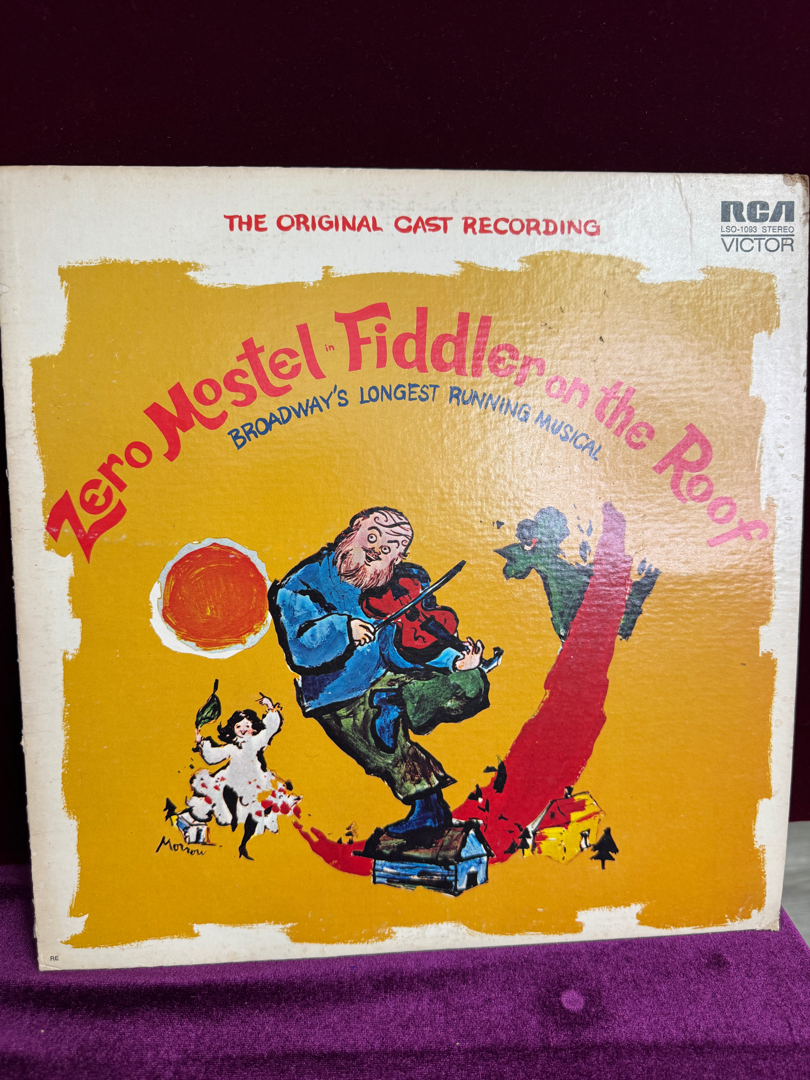 THE ORIGINAL CAST RECORDING
RCA
LSO-1093 STEREO
VICTOR
Zero Mostel in Fiddler on the Roof
BROADWAY'S LONGEST RUNNING MUSICAL
Morrow
RE